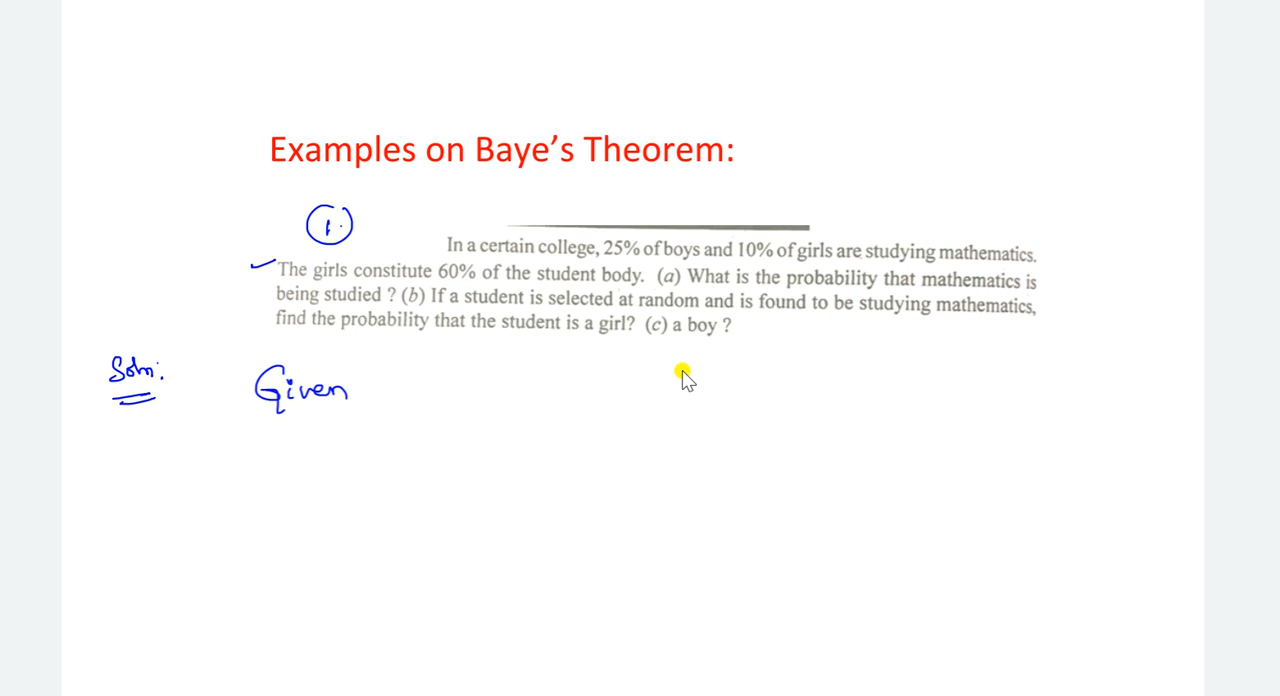 Examples on Baye's Theorem:
1.
In a certain college, 25% of boys and 10% of girls are studying mathematics.
The girls constitute 60% of the student body. (a) What is the probability that mathematics is
being studied ? (b) If a student is selected at random and is found to be studying mathematics,
find the probability that the student is a girl? (c) a boy ?
Soln:
Given